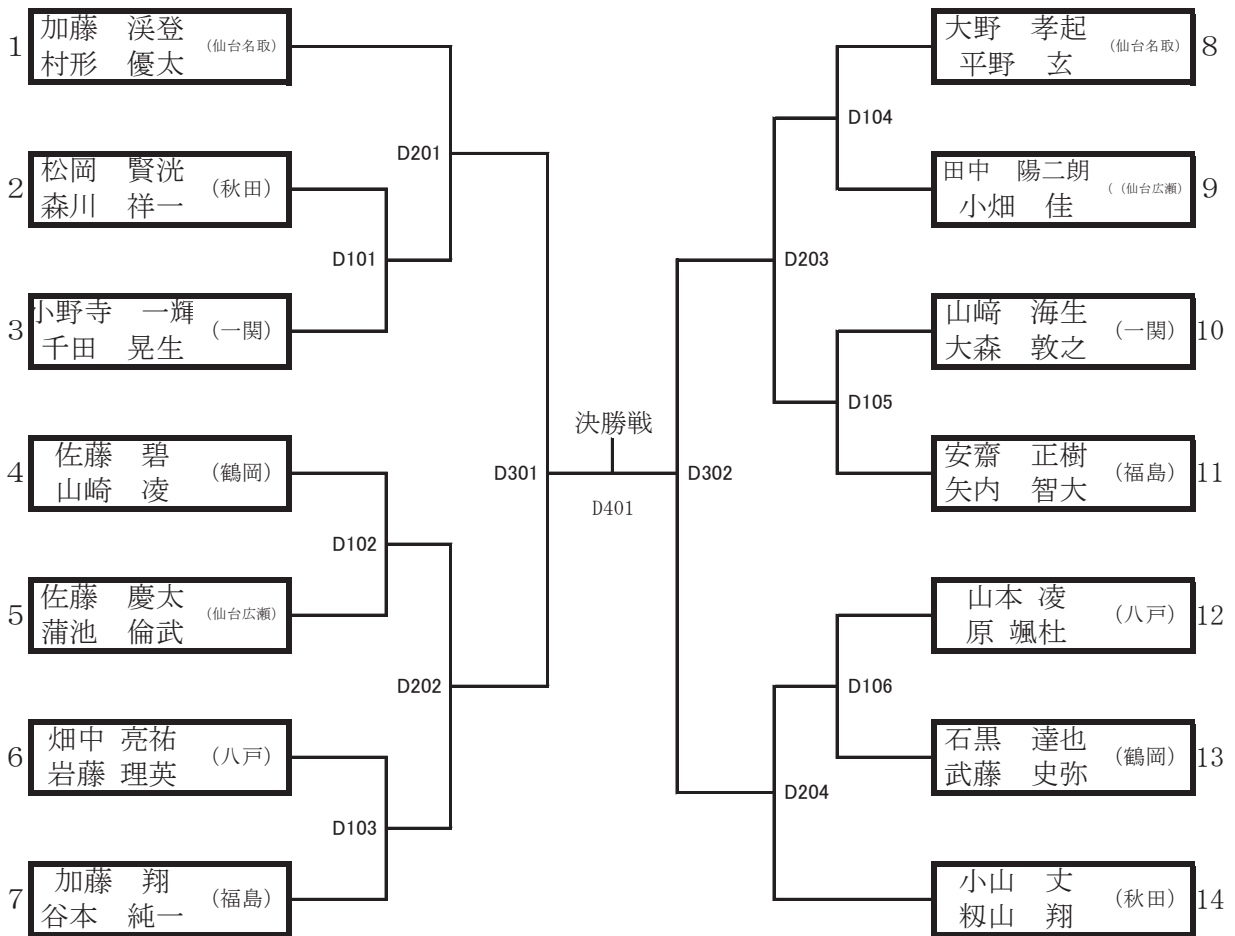 1
加藤　渓登
村形　優太
(仙台名取)
2
松岡　賢洸
森川　祥一
(秋田)
3
小野寺　一輝
千田　晃生
(一関)
4
佐藤　碧
山崎　凌
(鶴岡)
5
佐藤　慶太
蒲池　倫武
(仙台広瀬)
6
畑中 亮祐
岩藤 理英
(八戸)
7
加藤　翔
谷本　純一
(福島)
D101
D102
D103
D201
D202
D301
決勝戦
D401
D302
D203
D204
D104
D105
D106
大野　孝起
平野　玄
(仙台名取)
8
田中　陽二朗
小畑　佳
( (仙台広瀬)
9
山﨑　海生
大森　敦之
(一関)
10
安齋　正樹
矢内　智大
(福島)
11
山本 凌
原 颯杜
(八戸)
12
石黒　達也
武藤　史弥
(鶴岡)
13
小山　丈
籾山　翔
(秋田)
14